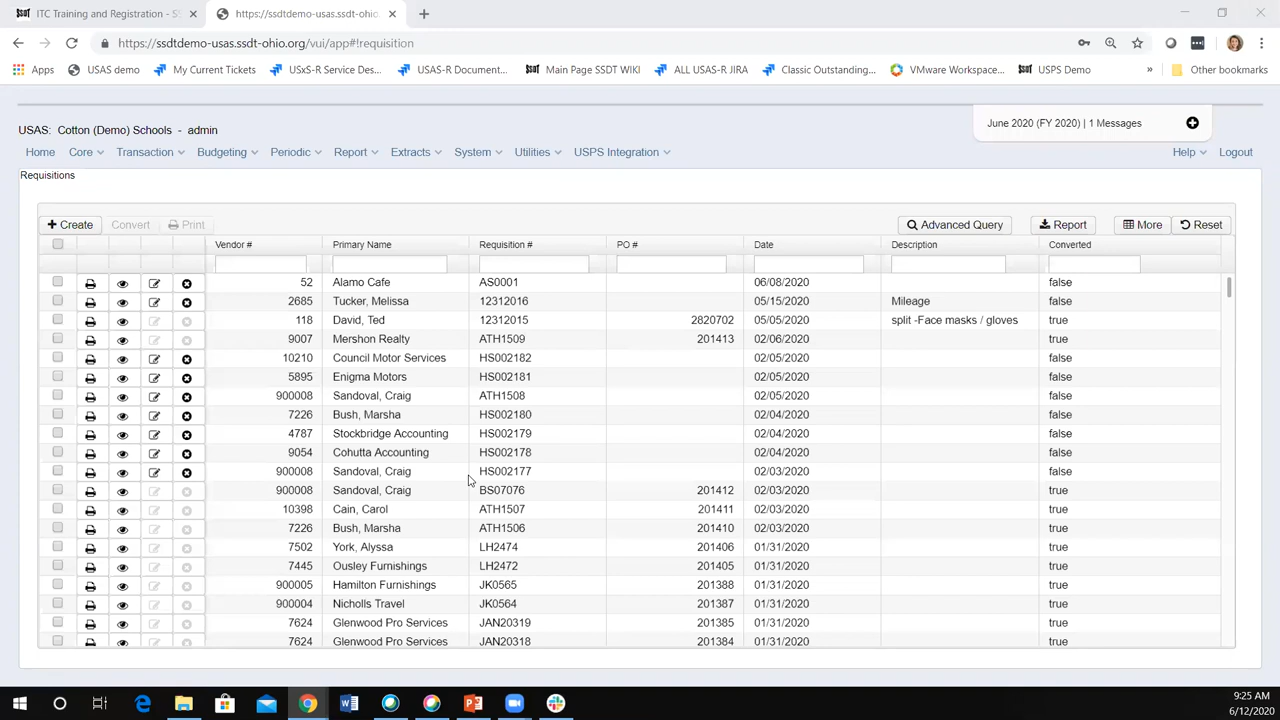 ITC Training and Registration - S
https://ssdtdemo-usas.ssdt-ohio.
https://ssdtdemo-usas.ssdt-ohio.org/vui/app#!requisition
Apps USAS demo My Current Tickets USxS-R Service Des... USAS-R Document... SSDT Main Page SSDT WIKI ALL USAS-R JIRA Classic Outstanding... VMware Workspace... SSDT USPS Demo » Other bookmarks
June 2020 (FY 2020) | 1 Messages
USAS: Cotton (Demo) Schools - admin
Home Core Transaction Budgeting Periodic Report Extracts System Utilities USPS Integration Help Logout
Requisitions
Create Convert Print Advanced Query Report More Reset
Vendor # Primary Name Requisition # PO # Date Description Converted
52 Alamo Cafe AS0001 06/08/2020 false
2685 Tucker, Melissa 12312016 05/15/2020 Mileage false
118 David, Ted 12312015 2820702 05/05/2020 split -Face masks / gloves true
9007 Mershon Realty ATH1509 201413 02/06/2020 true
10210 Council Motor Services HS002182 02/05/2020 false
5895 Enigma Motors HS002181 02/05/2020 false
900008 Sandoval, Craig ATH1508 02/05/2020 false
7226 Bush, Marsha HS002180 02/04/2020 false
4787 Stockbridge Accounting HS002179 02/04/2020 false
9054 Cohutta Accounting HS002178 02/04/2020 false
900008 Sandoval, Craig HS002177 02/03/2020 false
900008 Sandoval, Craig BS07076 201412 02/03/2020 true
10398 Cain, Carol ATH1507 201411 02/03/2020 true
7226 Bush, Marsha ATH1506 201410 02/03/2020 true
7502 York, Alyssa LH2474 201406 01/31/2020 true
7445 Ousley Furnishings LH2472 201405 01/31/2020 true
900005 Hamilton Furnishings JK0565 201388 01/31/2020 true
900004 Nicholls Travel JK0564 201387 01/31/2020 true
7624 Glenwood Pro Services JAN20319 201385 01/31/2020 true
7624 Glenwood Pro Services JAN20318 201384 01/31/2020 true
9:25 AM
6/12/2020